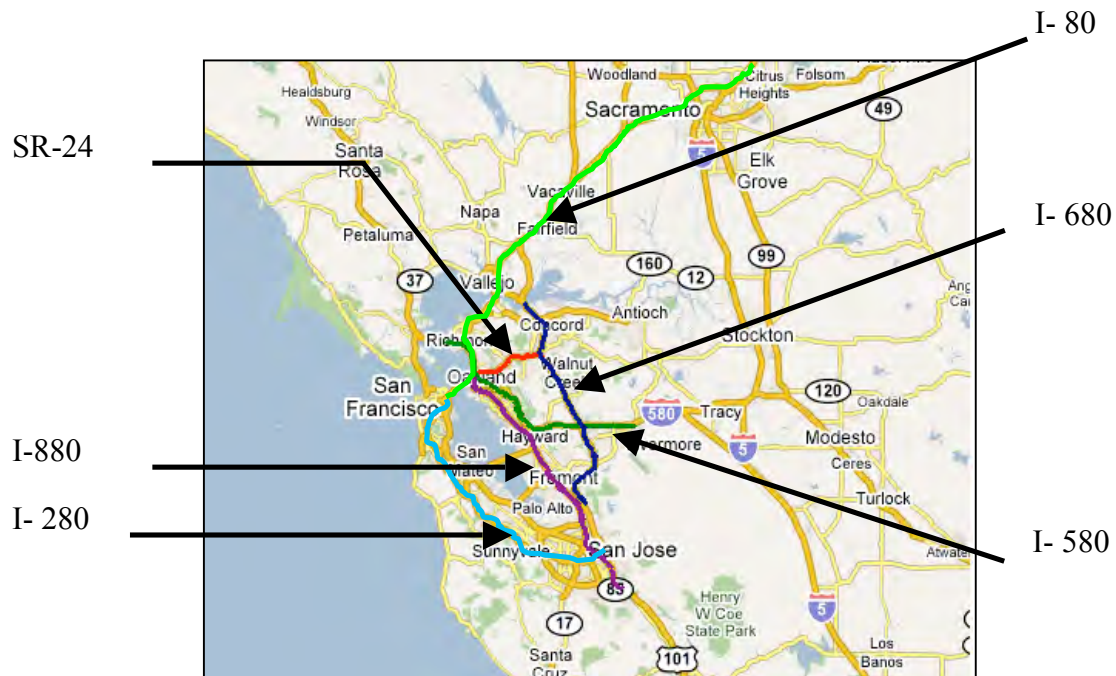 I- 80
Woodland
Citrus
Heights
Folsom
Healdsburg
Sacramento
49
Windsor
SR-24
Santa
Rosa
5
Elk
Grove
Vacaville
I- 680
Napa
Fairfield
Petaluma
99
160
12
37
Vallejo
Antioch
Concord
Stockton
Richmon
Walnut
Creek
Oakland
San
Francisco
120
Oakdale
580
Tracy
Hayward
vermore
5
Modesto
I-880
San
Mateo
Ceres
Fremont
Turlock
I- 280
Palo Alto
I- 580
Sunnyvale
San Jose
Atwater
85
Henry
W Coe
State Park
5
17
Santa
Cruz
101
Los
Banos